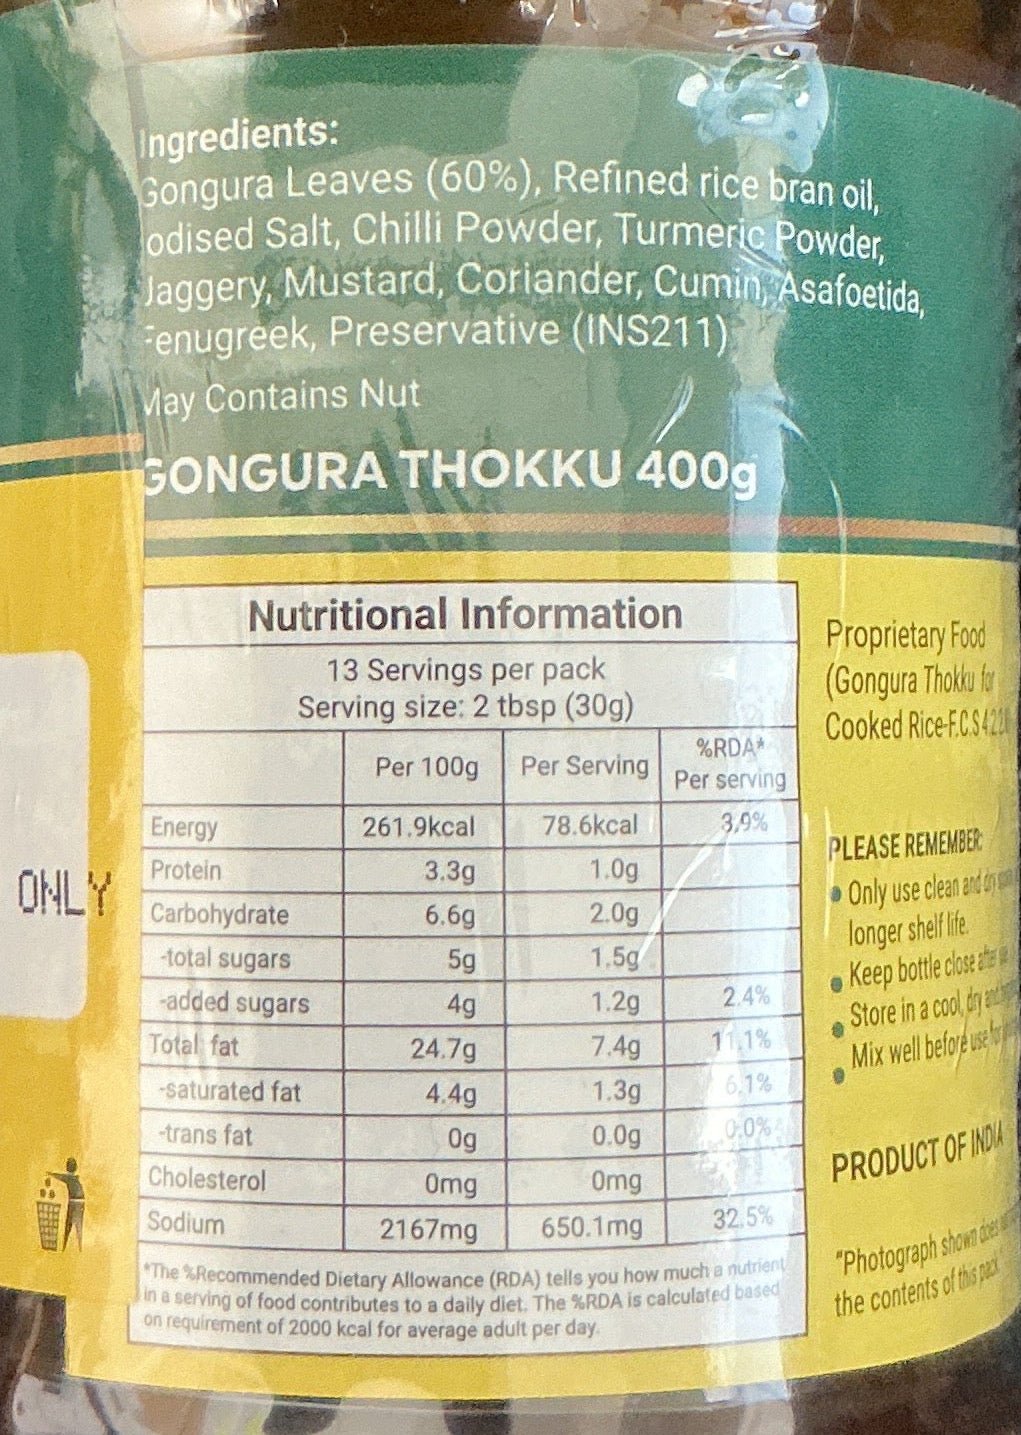 Ingredients:
Gongura Leaves (60%), Refined rice bran oil,
Iodised Salt, Chilli Powder, Turmeric Powder,
Jaggery, Mustard, Coriander, Cumin, Asafoetida,
Fenugreek, Preservative (INS211)
May Contains Nut
GONGURA THOKKU 400g
Nutritional Information
13 Servings per pack
Serving size: 2 tbsp (30g)
Per 100g Per Serving %RDA* Per serving
Energy 261.9kcal 78.6kcal 3.9%
Protein 3.3g 1.0g
Carbohydrate 6.6g 2.0g
-total sugars 5g 1.5g
-added sugars 4g 1.2g 2.4%
Total fat 24.7g 7.4g 11.1%
-saturated fat 4.4g 1.3g 6.1%
-trans fat 0g 0.0g 0.0%
Cholesterol 0mg 0mg
Sodium 2167mg 650.1mg 32.5%
*The %Recommended Dietary Allowance (RDA) tells you how much a nutrient
in a serving of food contributes to a daily diet. The %RDA is calculated based
on requirement of 2000 kcal for average adult per day.
ONLY
Proprietary Food
(Gongura Thokku for
Cooked Rice-F.C.S
PLEASE REMEMBER:
• Only use clean and dry
longer shelf life.
• Keep bottle close after
• Store in a cool, dry and
• Mix well before use
PRODUCT OF INDIA
"Photograph shown does
the contents of this pack"